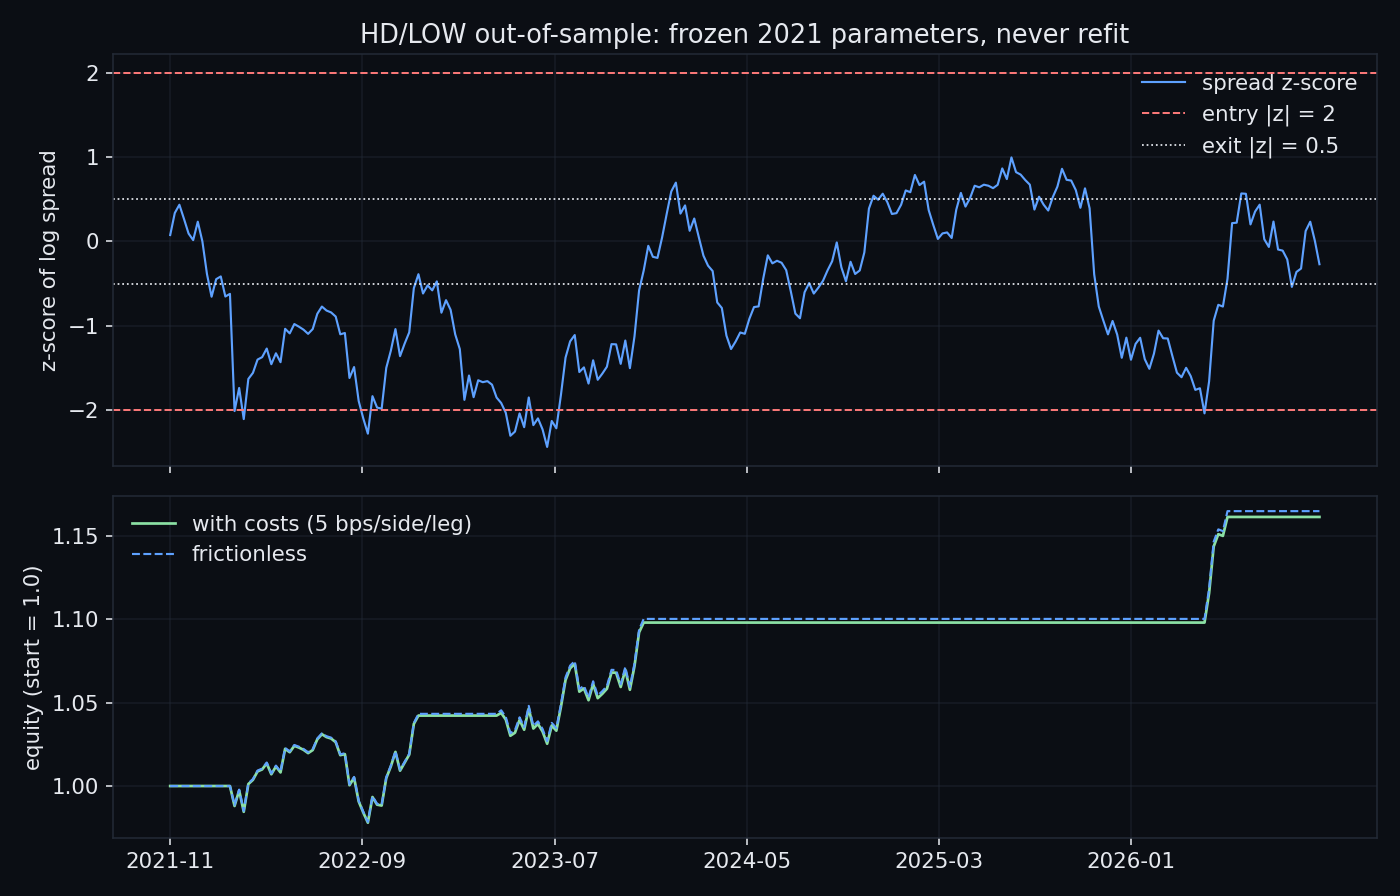 HD/LOW out-of-sample: frozen 2021 parameters, never refit
z-score of log spread
2
1
0
−1
−2
spread z-score
entry |z| = 2
exit |z| = 0.5
equity (start = 1.0)
1.15
1.10
1.05
1.00
with costs (5 bps/side/leg)
frictionless
2021-11
2022-09
2023-07
2024-05
2025-03
2026-01